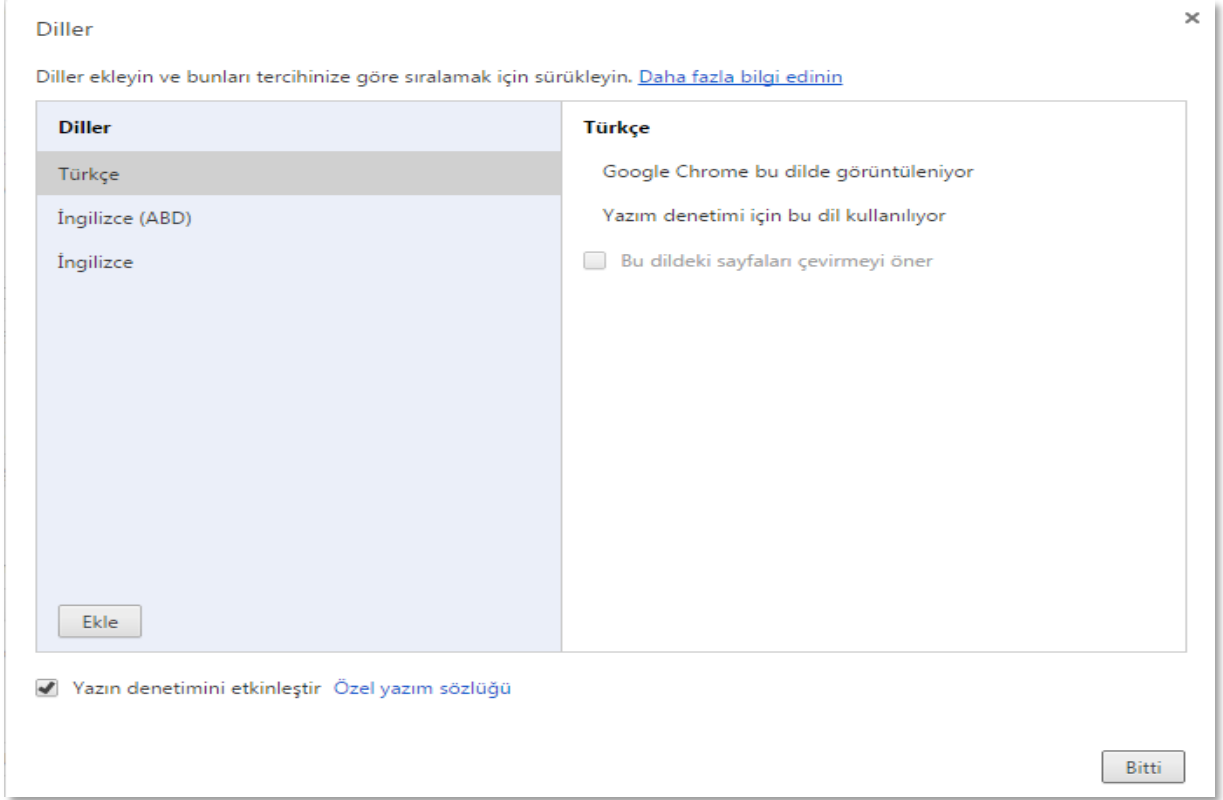 Diller
Diller ekleyin ve bunları tercihinize göre sıralamak için sürükleyin. Daha fazla bilgi edinin
Diller
Türkçe
İngilizce (ABD)
İngilizce
Ekle
Türkçe
Google Chrome bu dilde görüntüleniyor
Yazım denetimi için bu dil kullanılıyor
Bu dildeki sayfaları çevirmeyi öner
Yazın denetimini etkinleştir Özel yazım sözlüğü
Bitti